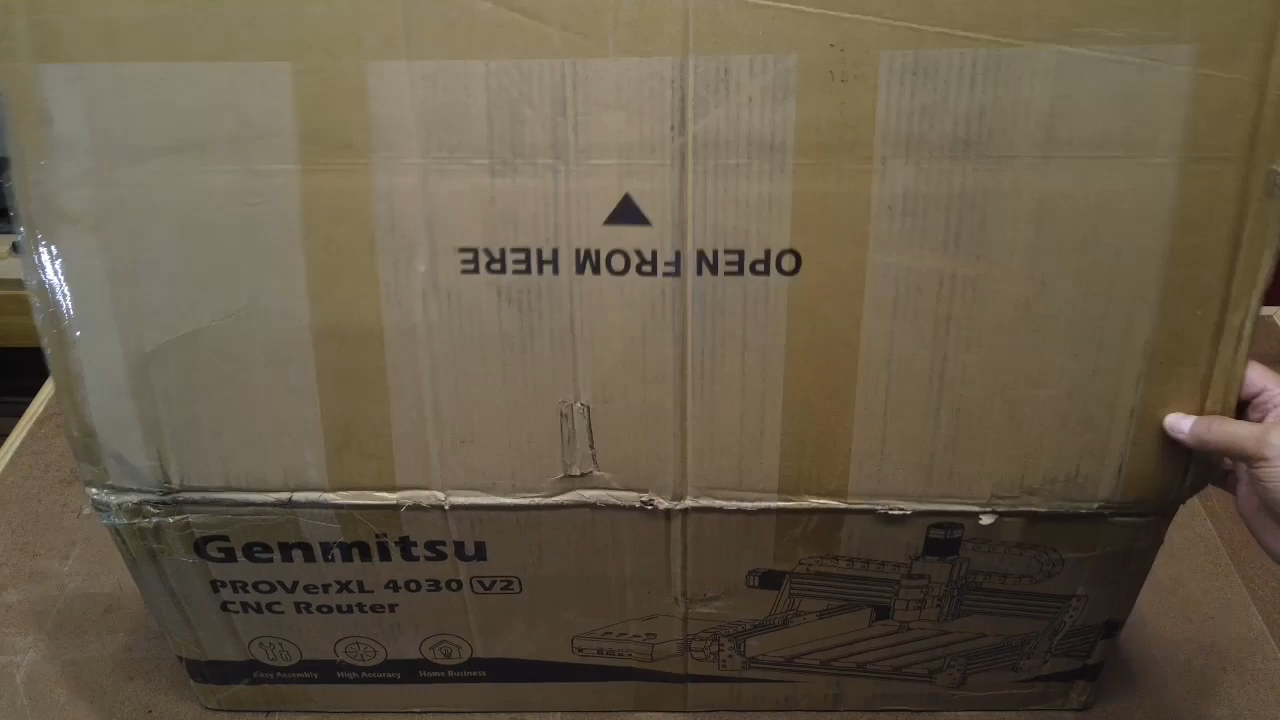 OPEN FROM HERE
Genmitsu
PROVerXL 4030 V2
CNC Router
Easy Assembly High Accuracy Home Business